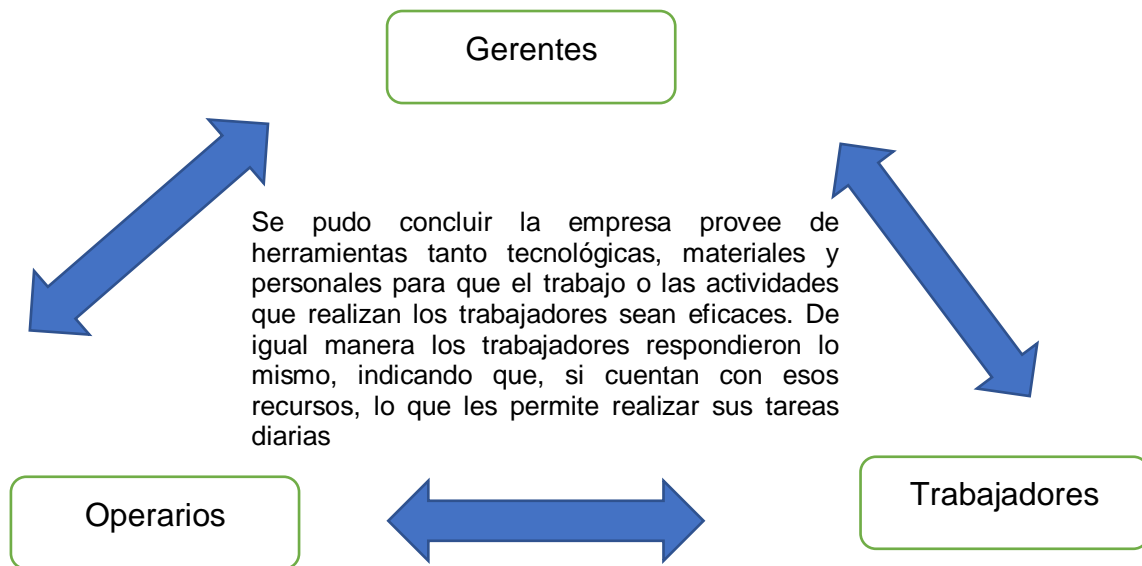 Gerentes
Se pudo concluir la empresa provee de
herramientas tanto tecnológicas, materiales y
personales para que el trabajo o las actividades
que realizan los trabajadores sean eficaces. De
igual manera los trabajadores respondieron lo
mismo, indicando que, si cuentan con esos
recursos, lo que les permite realizar sus tareas
diarias
Operarios
Trabajadores